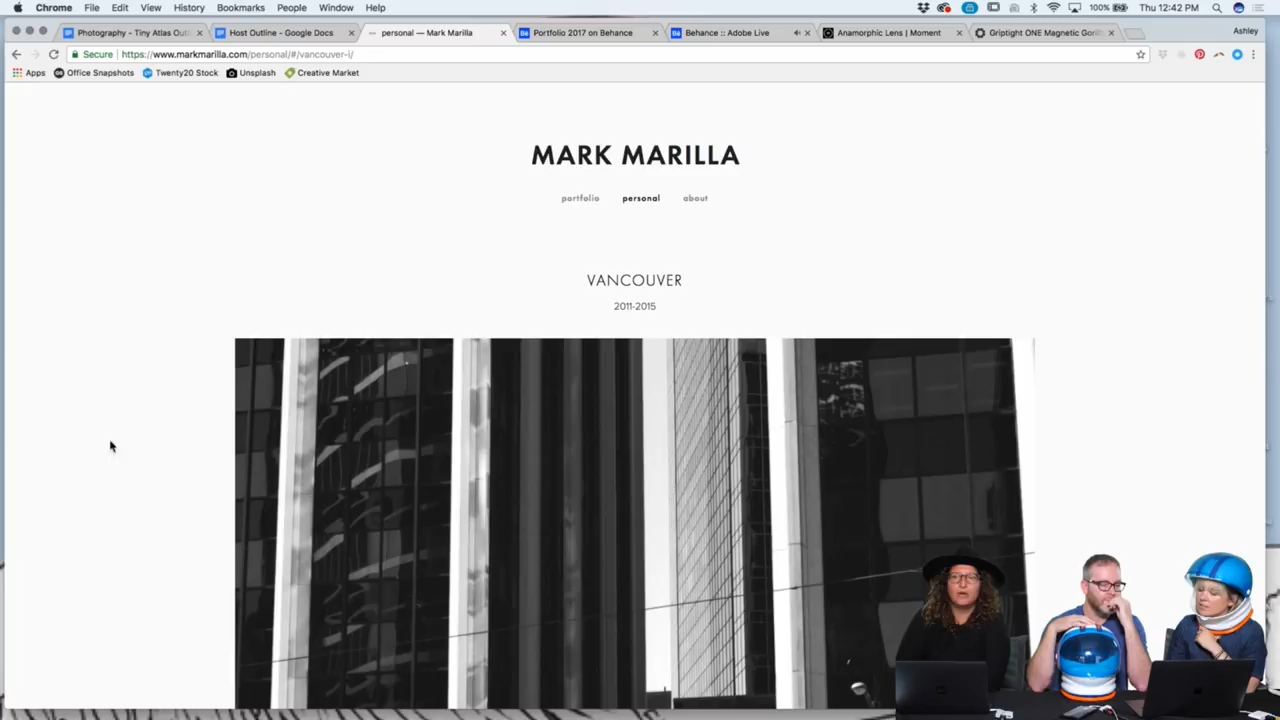 Chrome File Edit View History Bookmarks People Window Help 100% Thu 12:42 PM
Photography - Tiny Atlas Outli Host Outline - Google Docs personal — Mark Marilla Portfolio 2017 on Behance Behance :: Adobe Live Anamorphic Lens | Moment Griptight ONE Magnetic Goril Ashley
Secure https://www.markmarilla.com/personal/#/vancouver-i/
Apps Office Snapshots Twenty20 Stock Unsplash Creative Market
MARK MARILLA
portfolio personal about
VANCOUVER
2011-2015